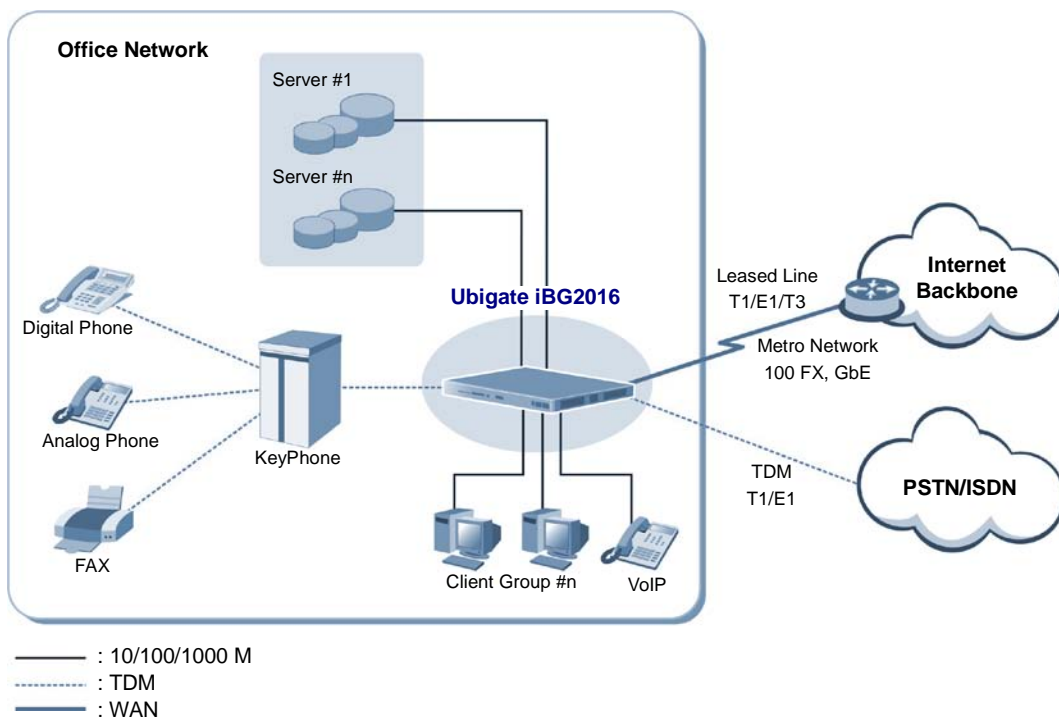 Office Network
Server #1
Server #n
Ubigate iBG2016
Leased Line
T1/E1/T3
Internet
Backbone
Metro Network
100 FX, GbE
Digital Phone
Analog Phone
FAX
KeyPhone
TDM
T1/E1
PSTN/ISDN
Client Group #n
VoIP
: 10/100/1000 M
: TDM
: WAN